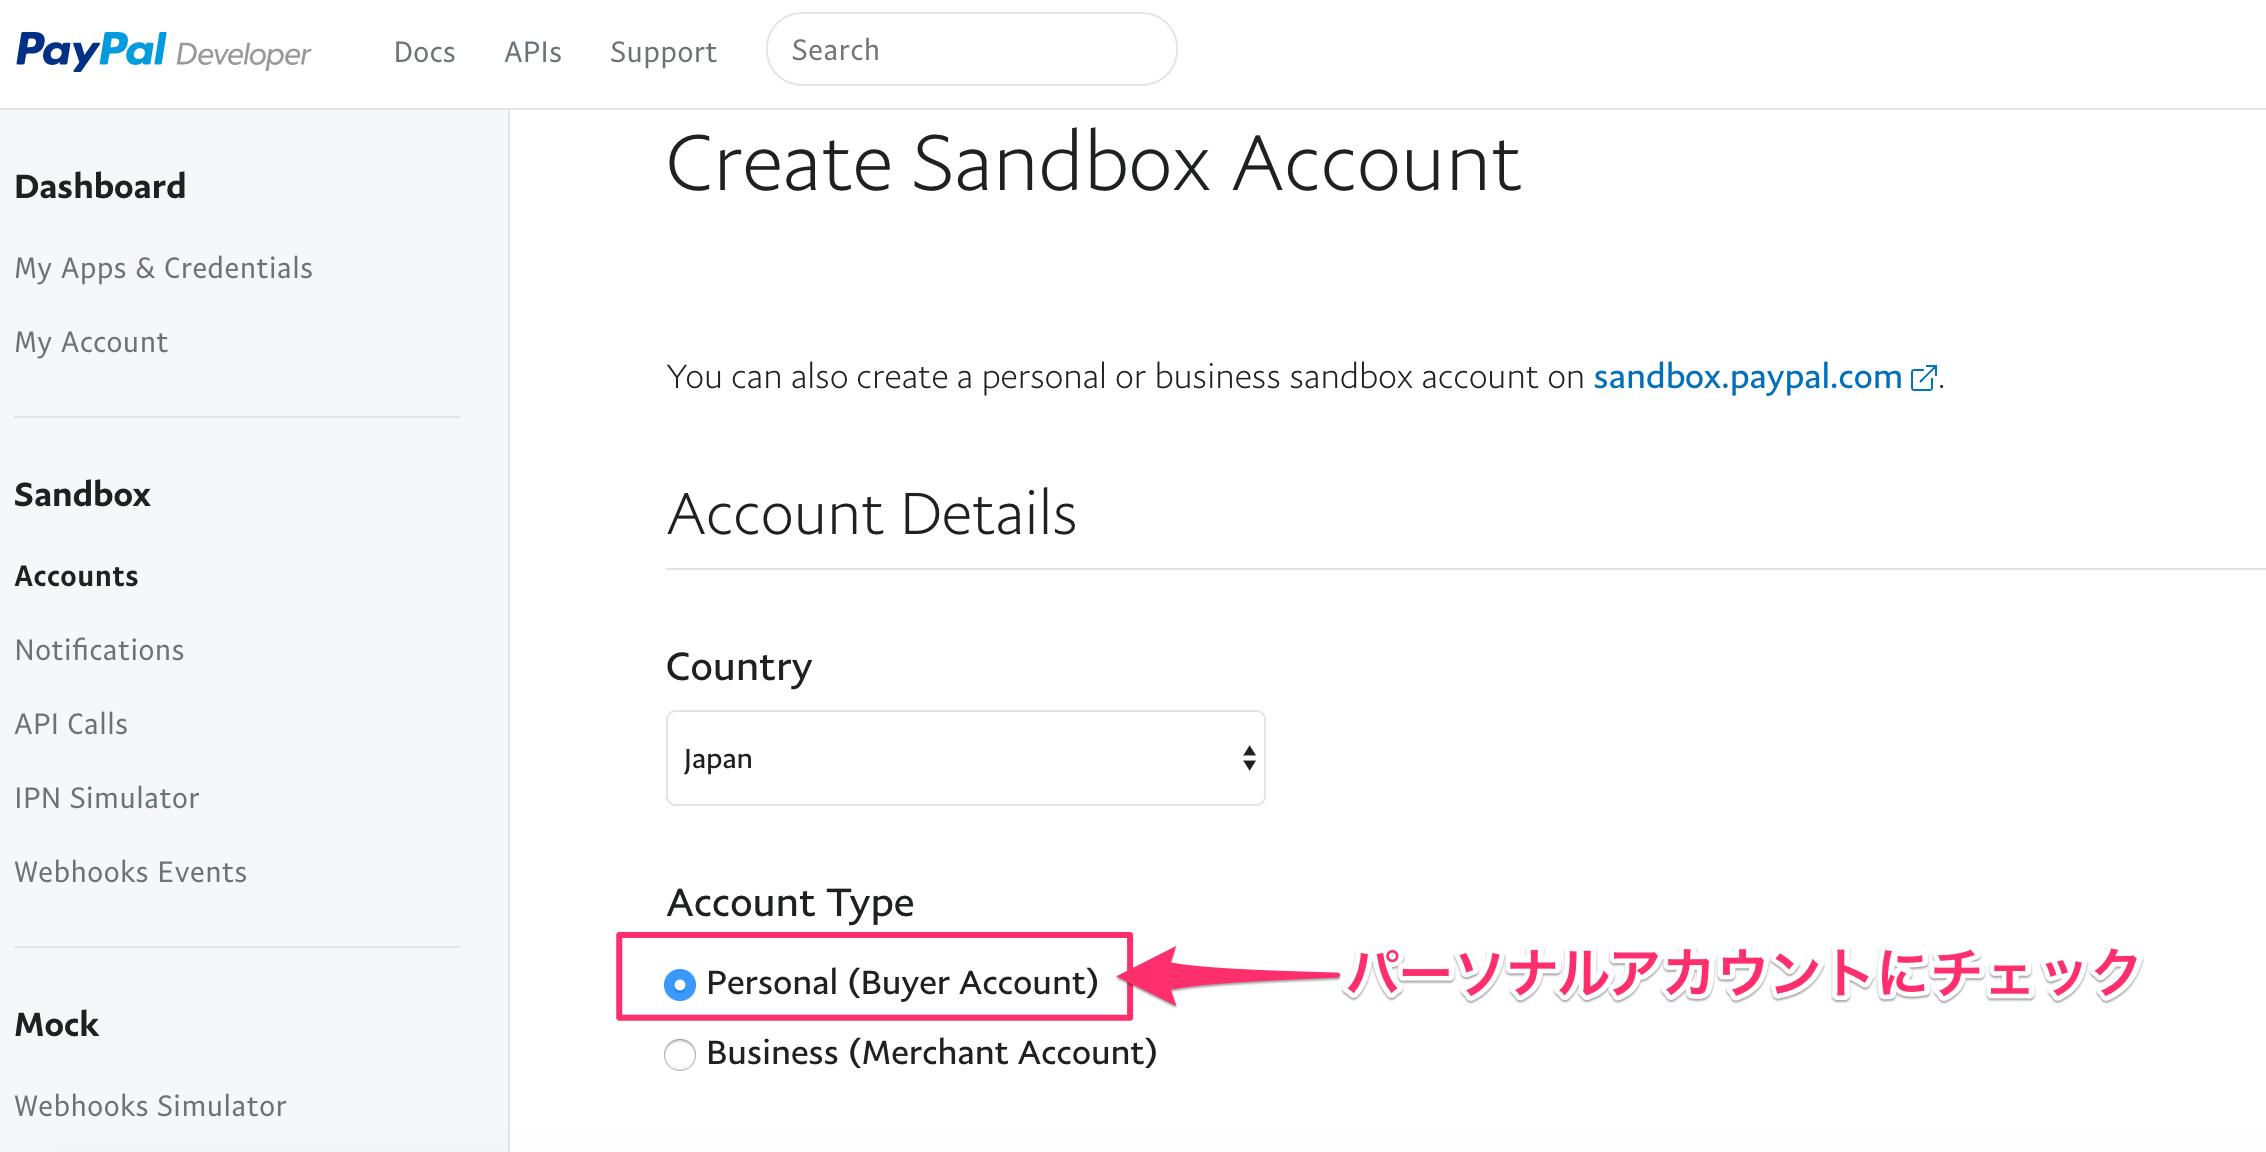 PayPal Developer
Docs
APIs
Support
Search
Dashboard
My Apps & Credentials
My Account
Sandbox
Accounts
Notifications
API Calls
IPN Simulator
Webhooks Events
Mock
Webhooks Simulator
Create Sandbox Account
You can also create a personal or business sandbox account on sandbox.paypal.com.
Account Details
Country
Japan
Account Type
Personal (Buyer Account)
パーソナルアカウントにチェック
Business (Merchant Account)